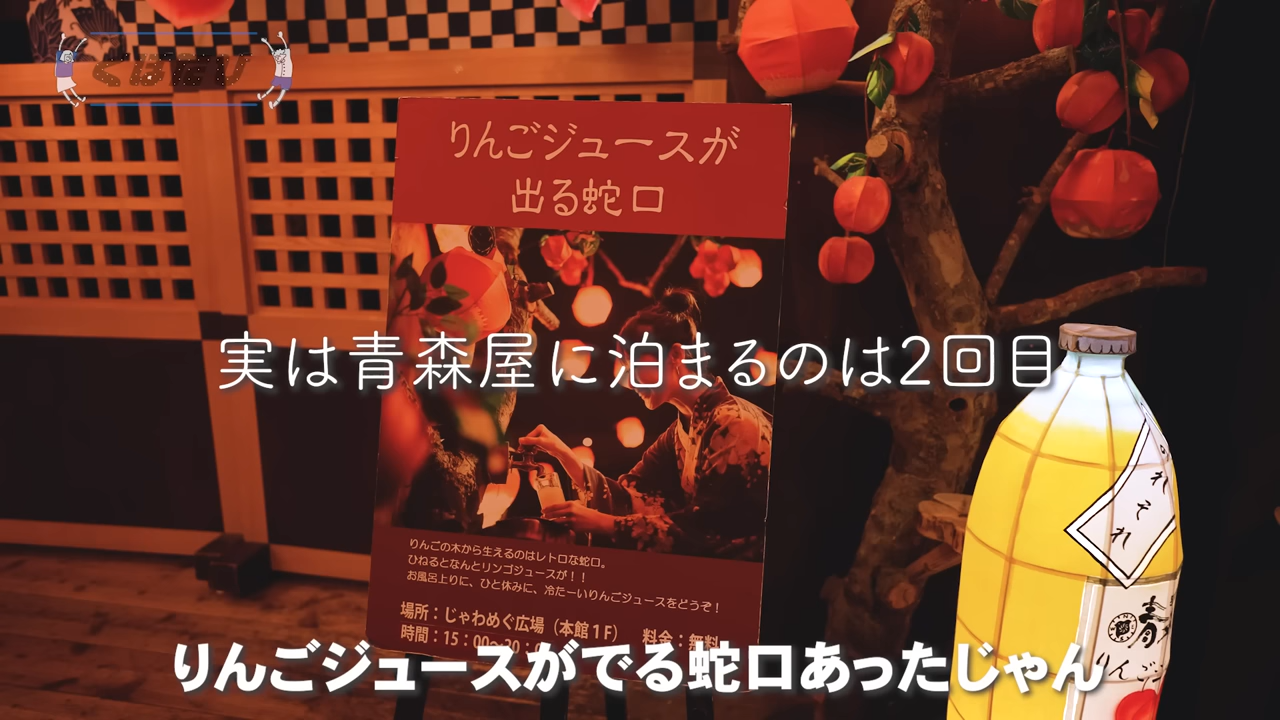 りんごジュースが
出る蛇口
実は青森屋に泊まるのは2回目
れそれ
りんごの木から生えるのはレトロな蛇口。
ひねるとなんとリンゴジュースが!!
お風呂上りに、ひと休みに、冷たーいりんごジュースをどうぞ!
場所:じゃわめぐ広場(本館1F) 料金:無料
時間:15:00~20:
青
りんご
りんごジュースがでる蛇口あったじゃん